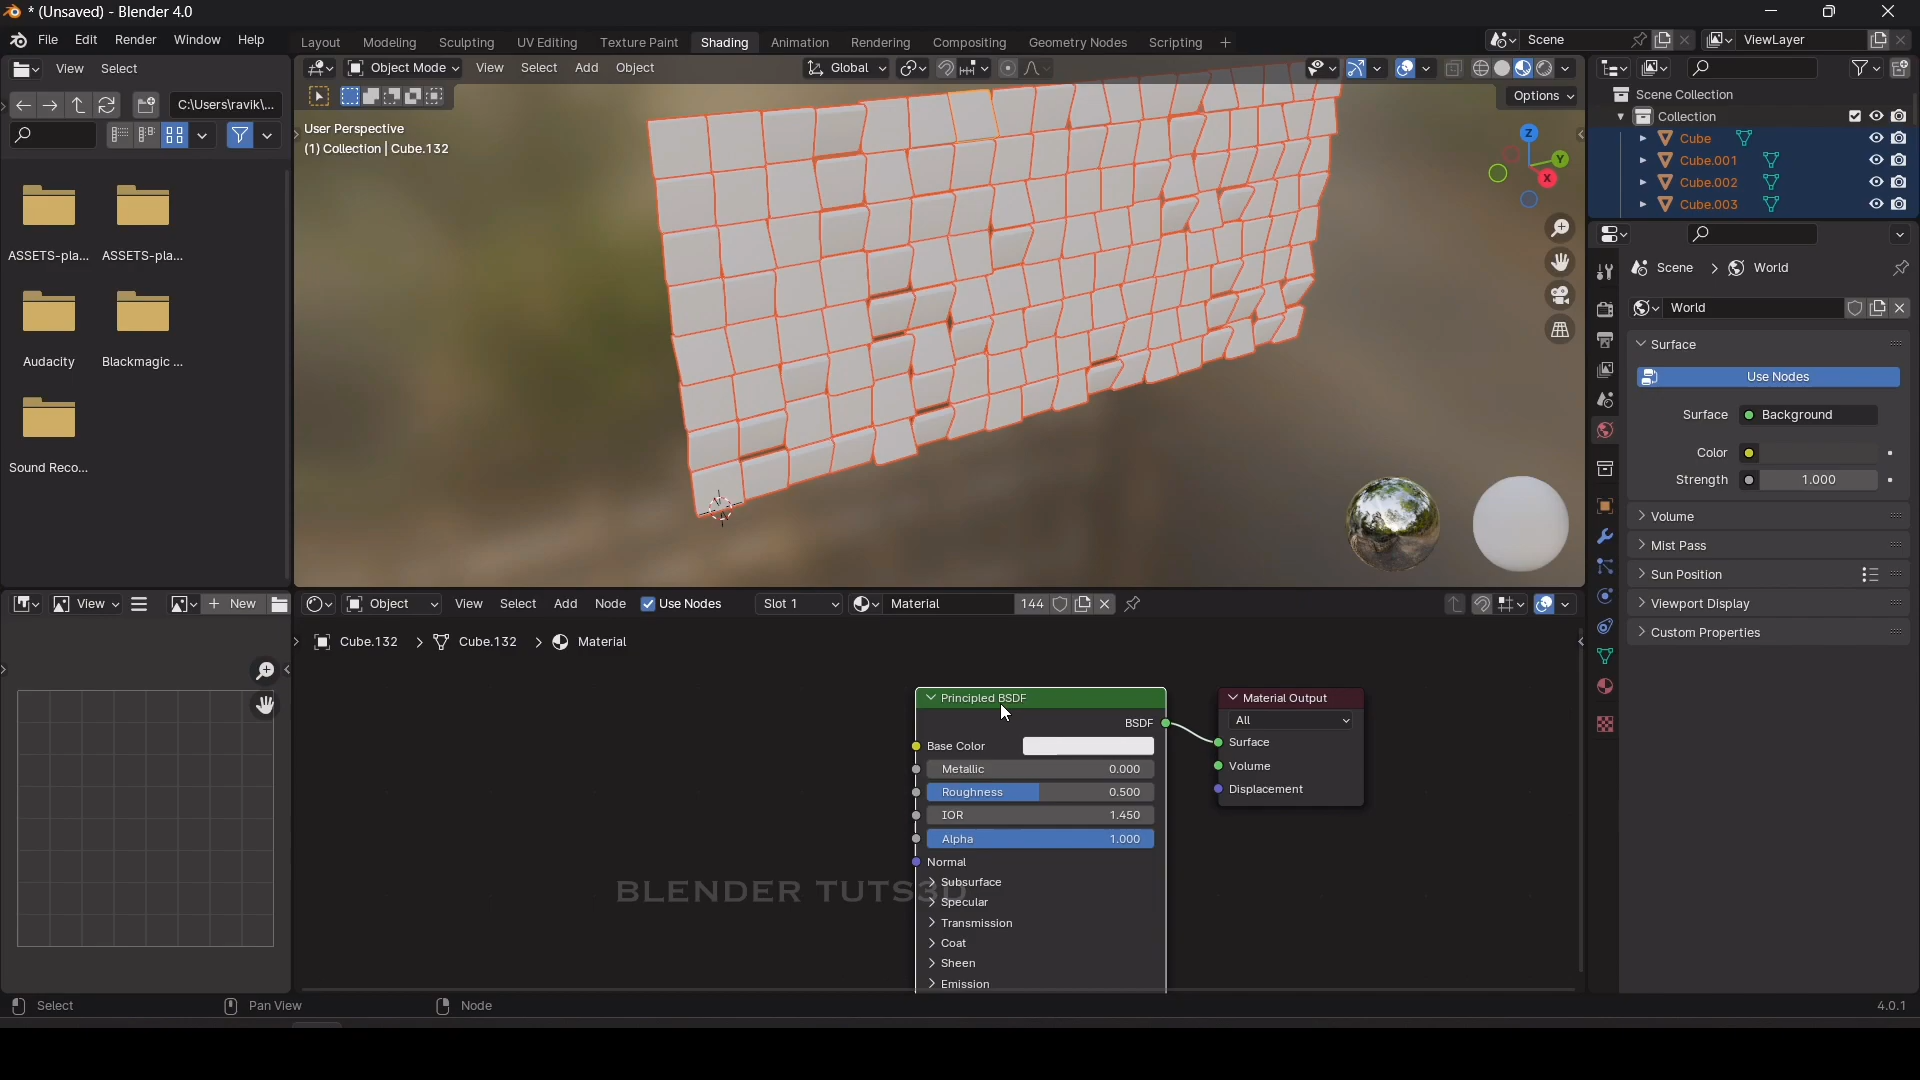 * (Unsaved) - Blender 4.0
File Edit Render Window Help
Layout Modeling Sculpting UV Editing Texture Paint Shading Animation Rendering Compositing Geometry Nodes Scripting
Scene
ViewLayer
View Select
Object Mode View Select Add Object
Global
C:\Users\ravik\...
Options
User Perspective
(1) Collection | Cube.132
Z
Y
X
Scene Collection
Collection
Cube
Cube.001
Cube.002
Cube.003
ASSETS-pla... ASSETS-pla...
Audacity Blackmagic ...
Sound Reco...
Scene > World
World
Surface
Use Nodes
Surface Background
Color
Strength 1.000
Volume
Mist Pass
Sun Position
Viewport Display
Custom Properties
View New
Object View Select Add Node Use Nodes Slot 1 Material 144
Cube.132 > Cube.132 > Material
Principled BSDF
BSDF
Base Color
Metallic 0.000
Roughness 0.500
IOR 1.450
Alpha 1.000
Normal
Subsurface
Specular
Transmission
Coat
Sheen
Emission
Material Output
All
Surface
Volume
Displacement
BLENDER TUTS3D
Select Pan View Node 4.0.1